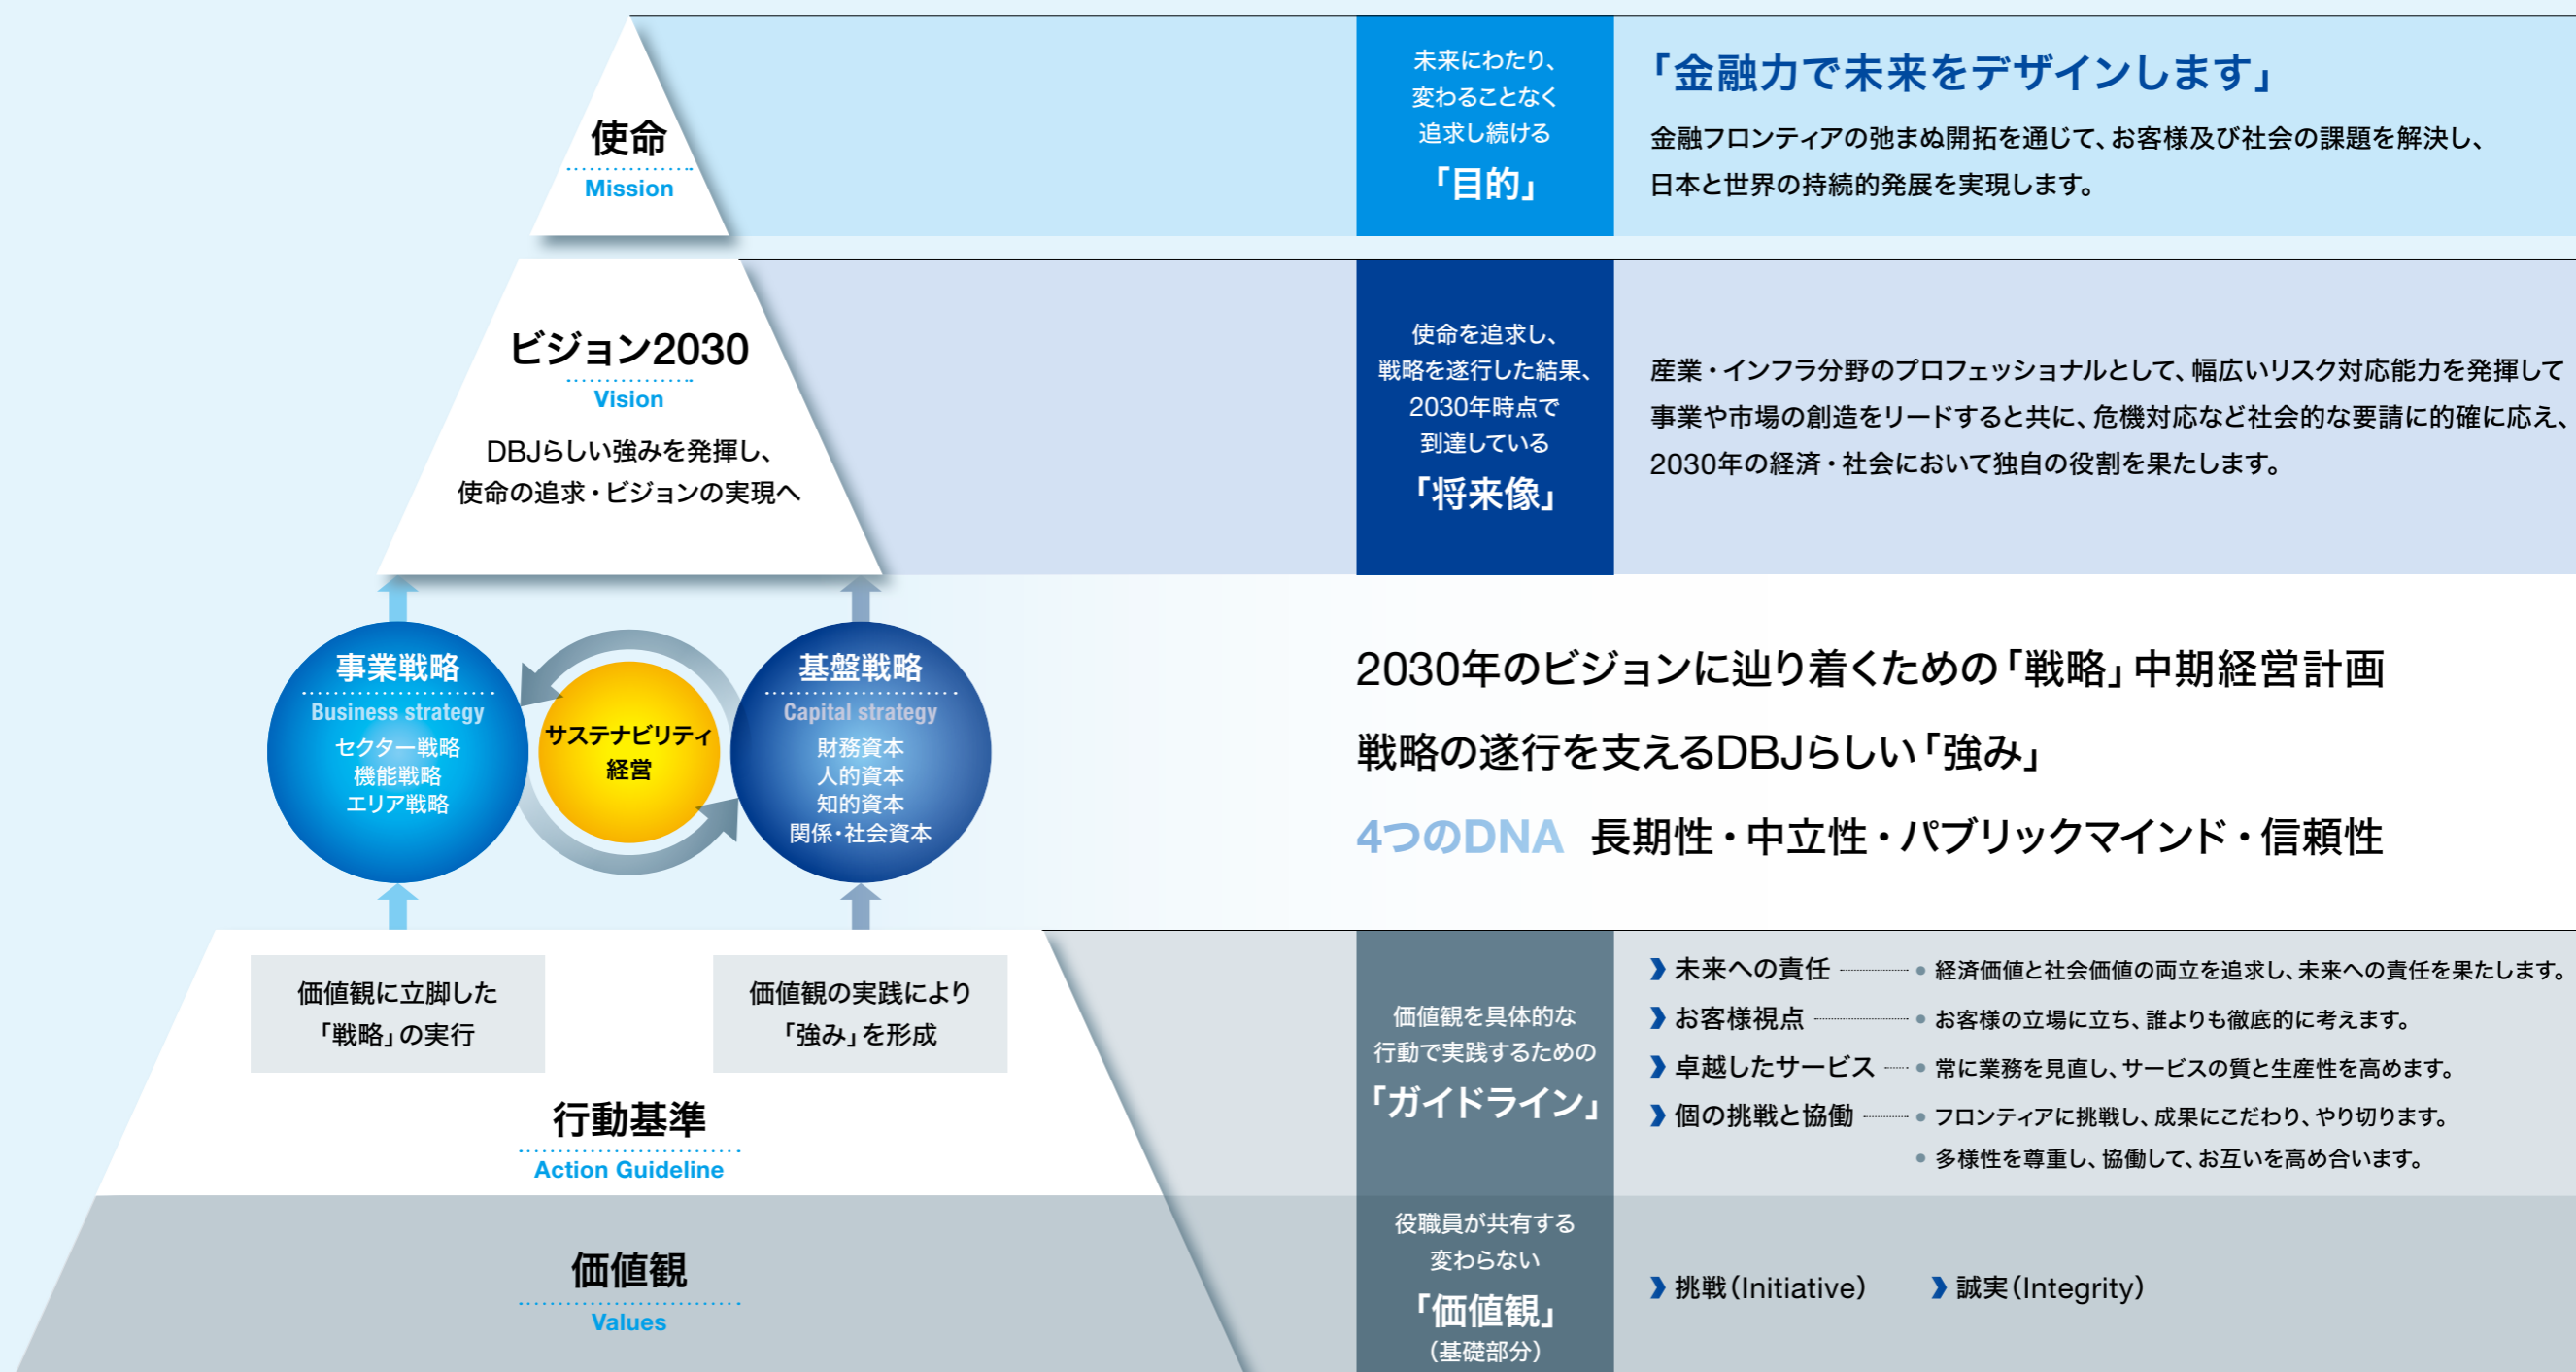 使命
Mission
未来にわたり、
変わることなく
追求し続ける
「目的」
「金融力で未来をデザインします」
金融フロンティアの弛まぬ開拓を通じて、お客様及び社会の課題を解決し、
日本と世界の持続的発展を実現します。
ビジョン2030
Vision
DBJらしい強みを発揮し、
使命の追求・ビジョンの実現へ
使命を追求し、
戦略を遂行した結果、
2030年時点で
到達している
「将来像」
産業・インフラ分野のプロフェッショナルとして、幅広いリスク対応能力を発揮して
事業や市場の創造をリードすると共に、危機対応など社会的な要請に的確に応え、
2030年の経済・社会において独自の役割を果たします。
事業戦略
Business strategy
セクター戦略
機能戦略
エリア戦略
サステナビリティ
経営
基盤戦略
Capital strategy
財務資本
人的資本
知的資本
関係・社会資本
2030年のビジョンに辿り着くための「戦略」中期経営計画
戦略の遂行を支えるDBJらしい「強み」
4つのDNA 長期性・中立性・パブリックマインド・信頼性
価値観に立脚した
「戦略」の実行
価値観の実践により
「強み」を形成
行動基準
Action Guideline
価値観を具体的な
行動で実践するための
「ガイドライン」
未来への責任 • 経済価値と社会価値の両立を追求し、未来への責任を果たします。
お客様視点 • お客様の立場に立ち、誰よりも徹底的に考えます。
卓越したサービス • 常に業務を見直し、サービスの質と生産性を高めます。
個の挑戦と協働 • フロンティアに挑戦し、成果にこだわり、やり切ります。
• 多様性を尊重し、協働して、お互いを高め合います。
価値観
Values
役職員が共有する
変わらない
「価値観」
（基礎部分）
挑戦（Initiative） 誠実（Integrity）